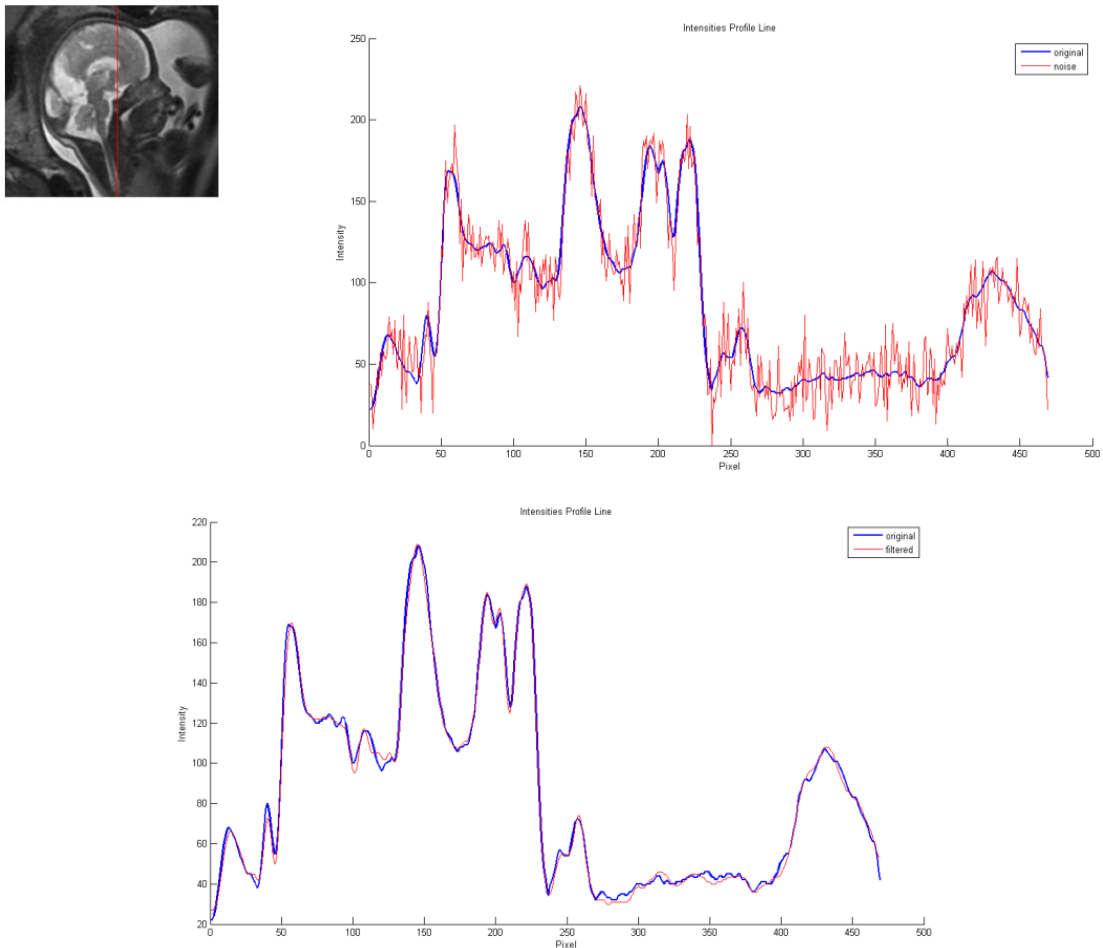 Intensities Profile Line
original
noise
250
200
150
100
50
0
Intensity
0 50 100 150 200 250 300 350 400 450 500
Pixel
Intensities Profile Line
original
filtered
220
200
180
160
140
120
100
80
60
40
20
Intensity
0 50 100 150 200 250 300 350 400 450 500
Pixel